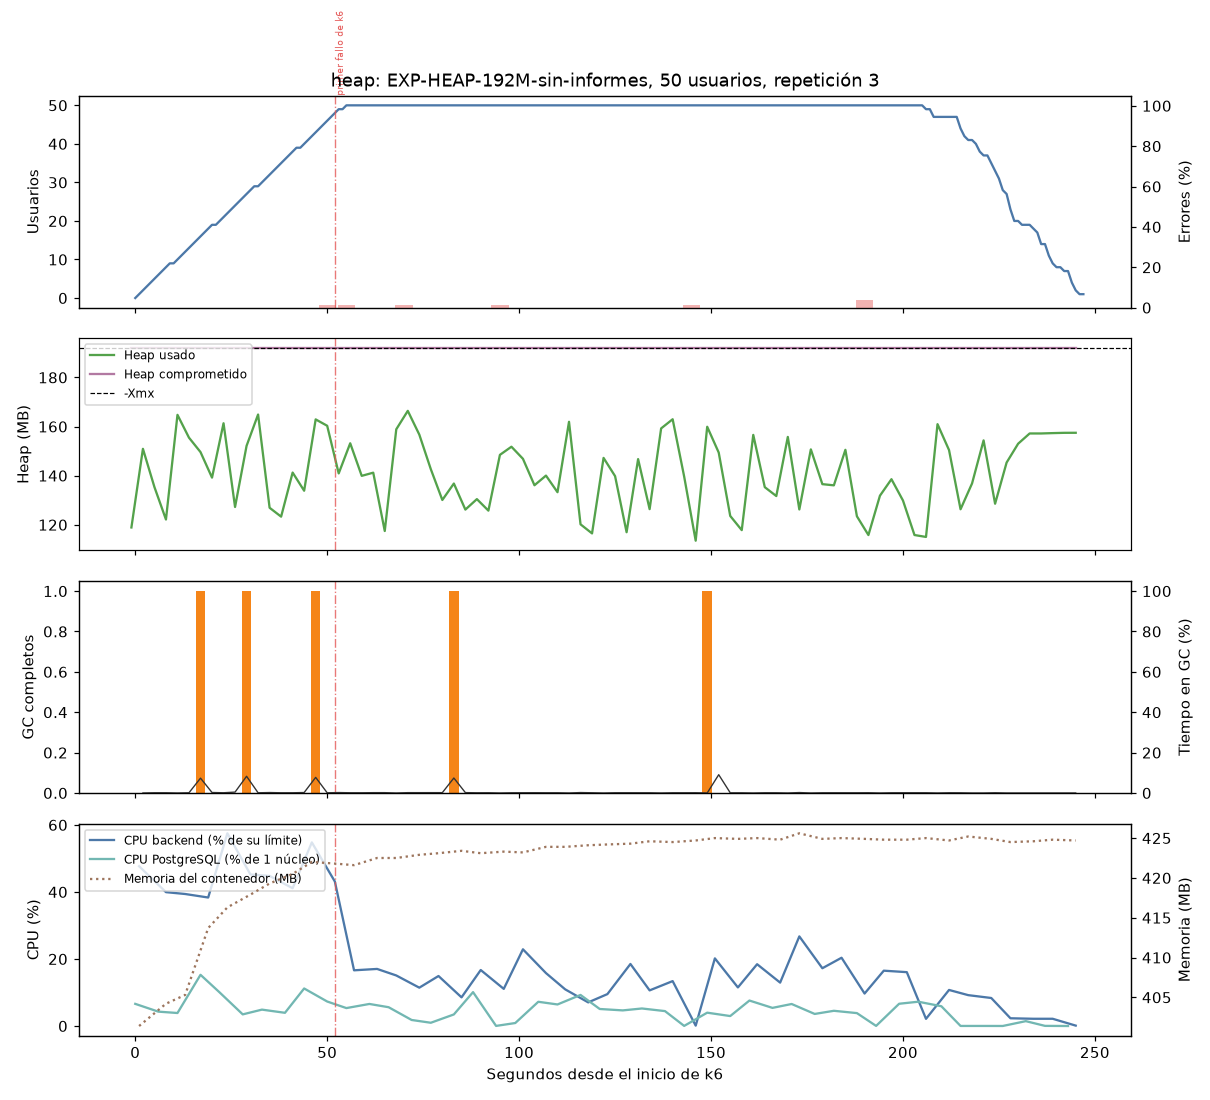 primer fallo de k6
heap: EXP-HEAP-192M-sin-informes, 50 usuarios, repetición 3
Usuarios
50
40
30
20
10
0
100
80
60
40
20
0
Errores (%)
Heap (MB)
180
160
140
120
Heap usado
Heap comprometido
-Xmx
GC completos
1.0
0.8
0.6
0.4
0.2
0.0
100
80
60
40
20
0
Tiempo en GC (%)
CPU (%)
60
40
20
0
CPU backend (% de su límite)
CPU PostgreSQL (% de 1 núcleo)
Memoria del contenedor (MB)
425
420
415
410
405
Memoria (MB)
0 50 100 150 200 250
Segundos desde el inicio de k6